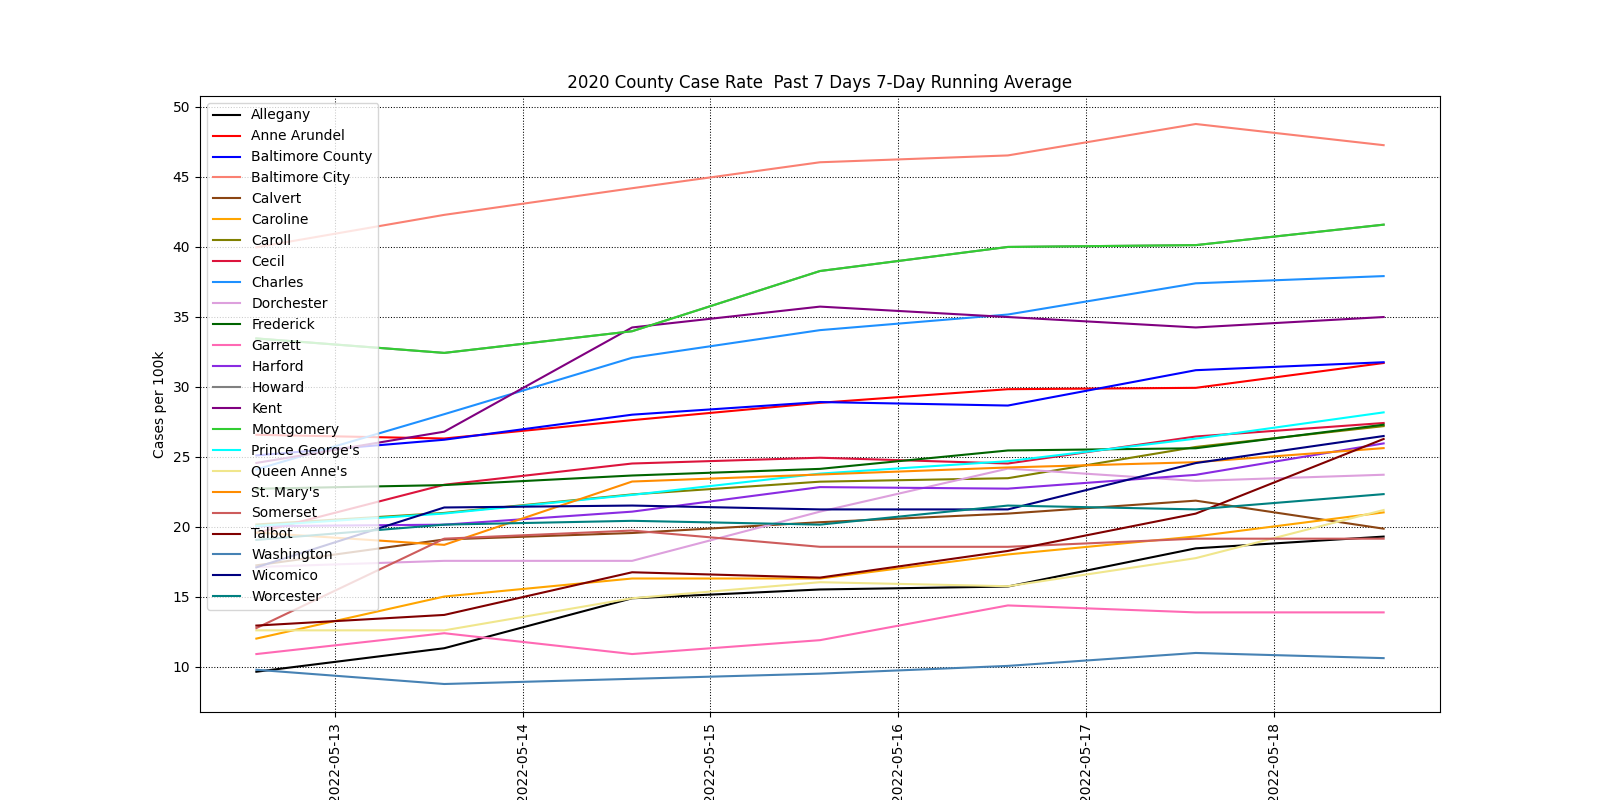 2020 County Case Rate  Past 7 Days 7-Day Running Average
Cases per 100k
50
45
40
35
30
25
20
15
10
Allegany
Anne Arundel
Baltimore County
Baltimore City
Calvert
Caroline
Caroll
Cecil
Charles
Dorchester
Frederick
Garrett
Harford
Howard
Kent
Montgomery
Prince George's
Queen Anne's
St. Mary's
Somerset
Talbot
Washington
Wicomico
Worcester
2022-05-13
2022-05-14
2022-05-15
2022-05-16
2022-05-17
2022-05-18